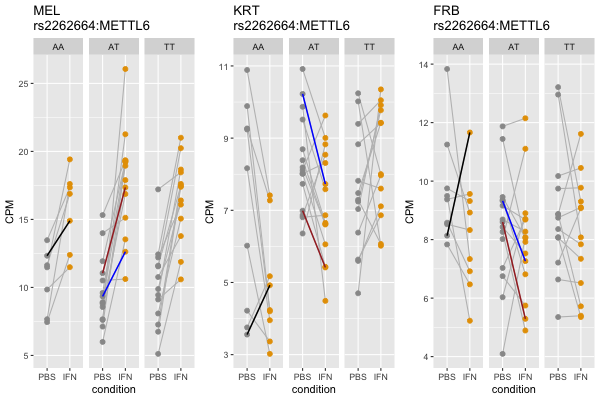 MEL
rs2262664:METTL6
AA AT TT
CPM
25
20
15
10
5
PBS IFN PBS IFN PBS IFN
condition
KRT
rs2262664:METTL6
AA AT TT
CPM
11
9
7
5
3
PBS IFN PBS IFN PBS IFN
condition
FRB
rs2262664:METTL6
AA AT TT
CPM
14
12
10
8
6
4
PBS IFN PBS IFN PBS IFN
condition